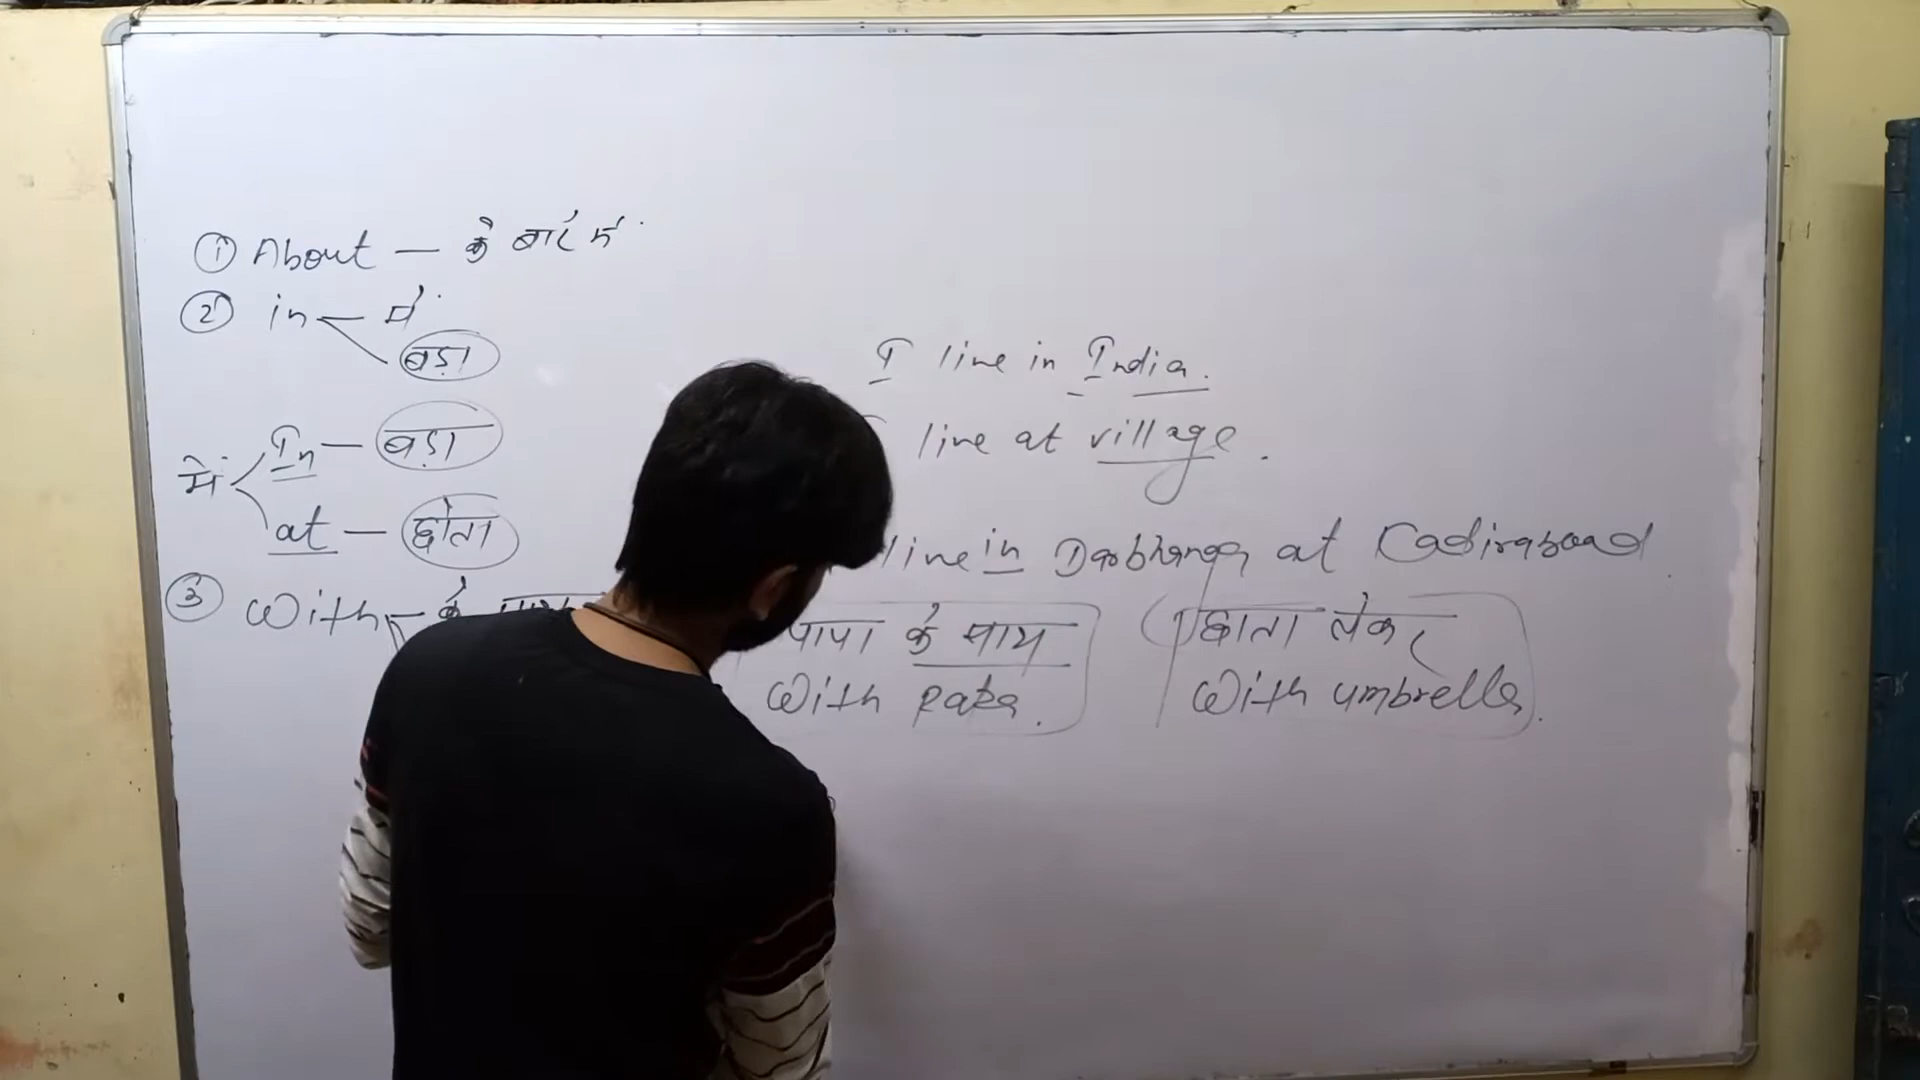 ① About — के बारे में
② in — में
बड़ा
में In — बड़ा
at — छोता
③ With — के
I live in India.
live at village.
live in Darbhanga at Kadirabaad
पापा के साथ
With papa.
छाता लेकर
With umbrella.